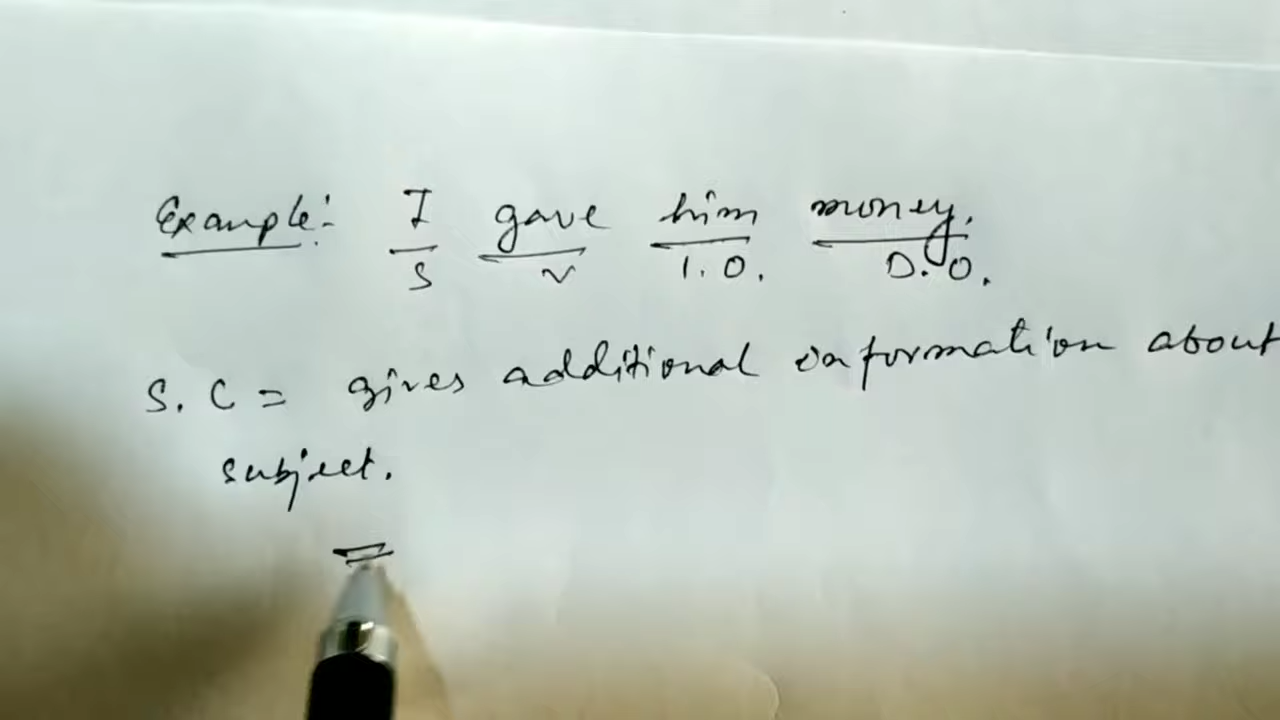 Example:- I gave him money.
S V I.O. D.O.
S.C = gives additional information about
subject.